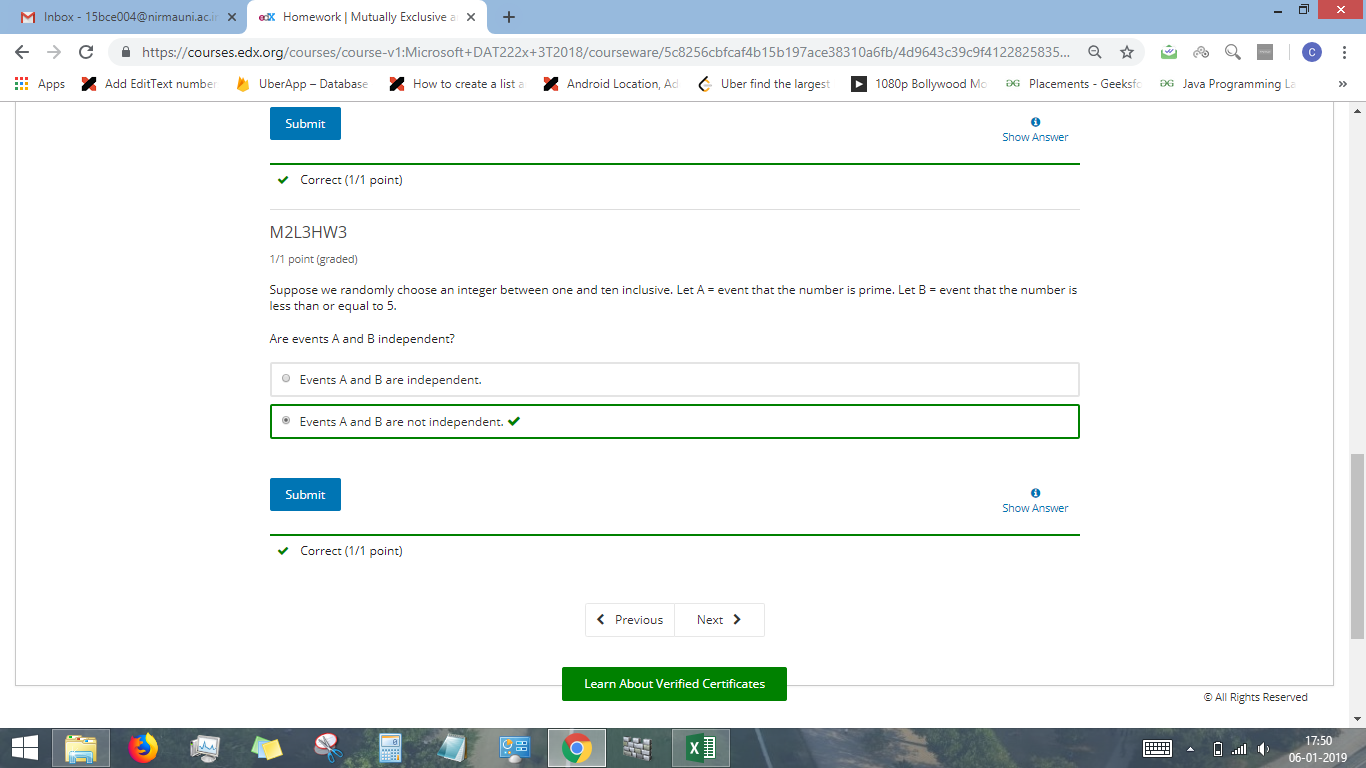 Inbox - 15bce004@nirmauni.ac.i
edX Homework | Mutually Exclusive a
https://courses.edx.org/courses/course-v1:Microsoft+DAT222x+3T2018/courseware/5c8256cbfcaf4b15b197ace38310a6fb/4d9643c39c9f4122825835...
C
Apps
Add EditText number
UberApp – Database
How to create a list a
Android Location, Ad
Uber find the largest
1080p Bollywood Mo
Placements - Geeksfo
Java Programming La
»
Submit
Show Answer
Correct (1/1 point)
M2L3HW3
1/1 point (graded)
Suppose we randomly choose an integer between one and ten inclusive. Let A = event that the number is prime. Let B = event that the number is
less than or equal to 5.
Are events A and B independent?
Events A and B are independent.
Events A and B are not independent.
Submit
Show Answer
Correct (1/1 point)
Previous
Next
Learn About Verified Certificates
© All Rights Reserved
17:50
06-01-2019